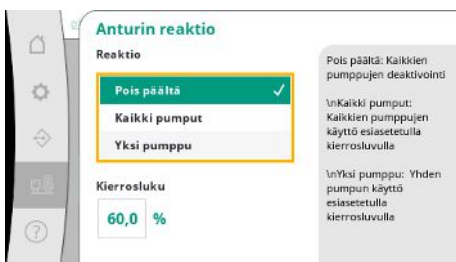 Anturin reaktio
Reaktio
Pois päältä
Kaikki pumput
Yksi pumppu
Kierrosluku
60,0 %
Pois päältä: Kaikkien
pumppujen deaktivointi
\nKaikki pumput:
Kaikkien pumppujen
käyttö esiasetetulla
kierrosluvulla
\nYksi pumppu: Yhden
pumpun käyttö
esiasetetulla
kierrosluvulla